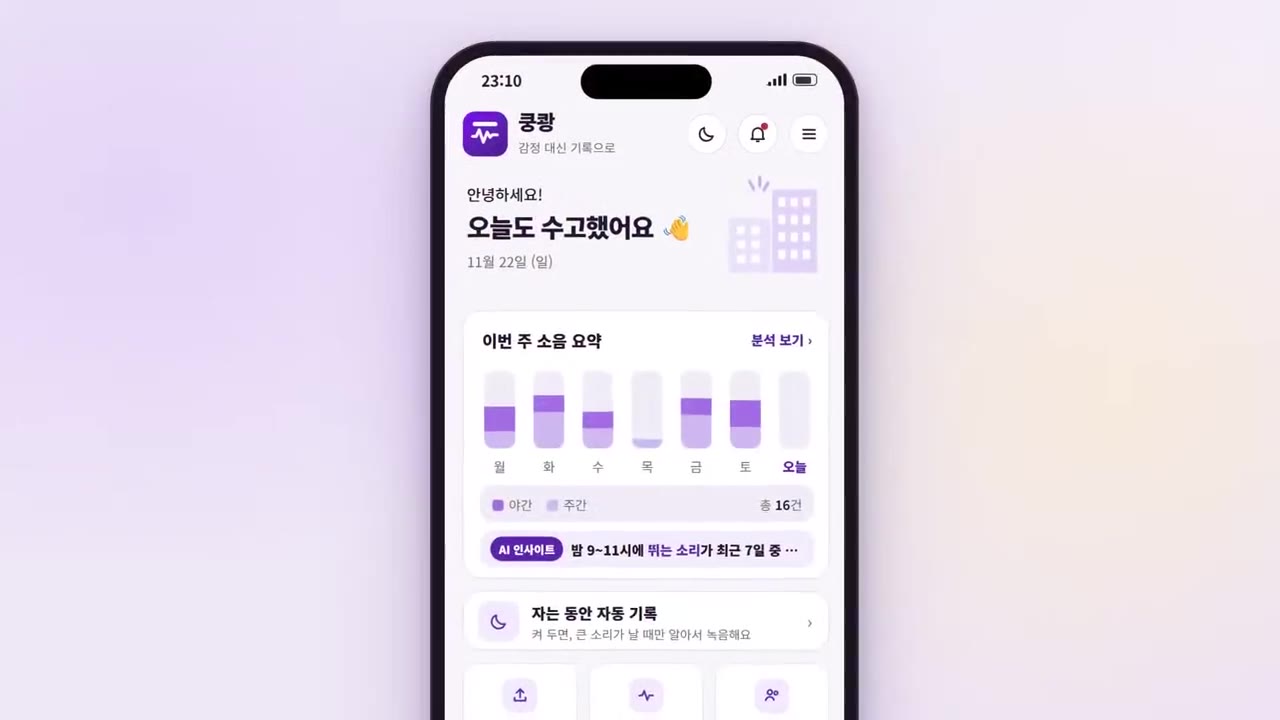 23:10
쿵쾅
감정 대신 기록으로
안녕하세요!
오늘도 수고했어요 👋
11월 22일 (일)
이번 주 소음 요약
분석 보기 ›
월 화 수 목 금 토 오늘
야간 주간 총 16건
AI 인사이트 밤 9~11시에 뛰는 소리가 최근 7일 중 ···
자는 동안 자동 기록
켜 두면, 큰 소리가 날 때만 알아서 녹음해요